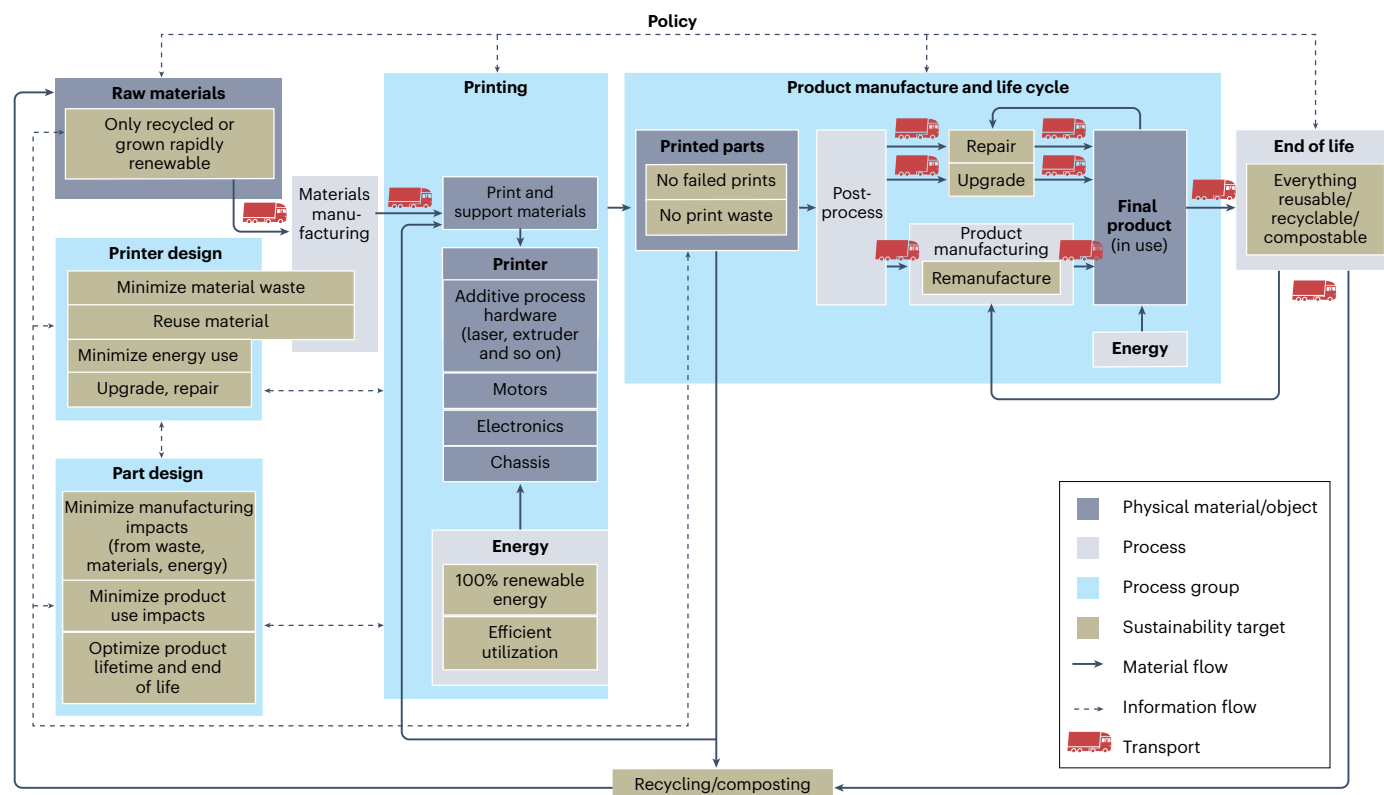 Policy
Raw materials
Only recycled or
grown rapidly
renewable
Materials
manu-
facturing
Printer design
Minimize material waste
Reuse material
Minimize energy use
Upgrade, repair
Part design
Minimize manufacturing
impacts
(from waste,
materials, energy)
Minimize product
use impacts
Optimize product
lifetime and end
of life
Printing
Print and
support materials
Printer
Additive process
hardware
(laser, extruder
and so on)
Motors
Electronics
Chassis
Energy
100% renewable
energy
Efficient
utilization
Product manufacture and life cycle
Printed parts
No failed prints
No print waste
Post-
process
Repair
Upgrade
Product
manufacturing
Remanufacture
Final
product
(in use)
Energy
End of life
Everything
reusable/
recyclable/
compostable
Recycling/composting
Physical material/object
Process
Process group
Sustainability target
Material flow
Information flow
Transport